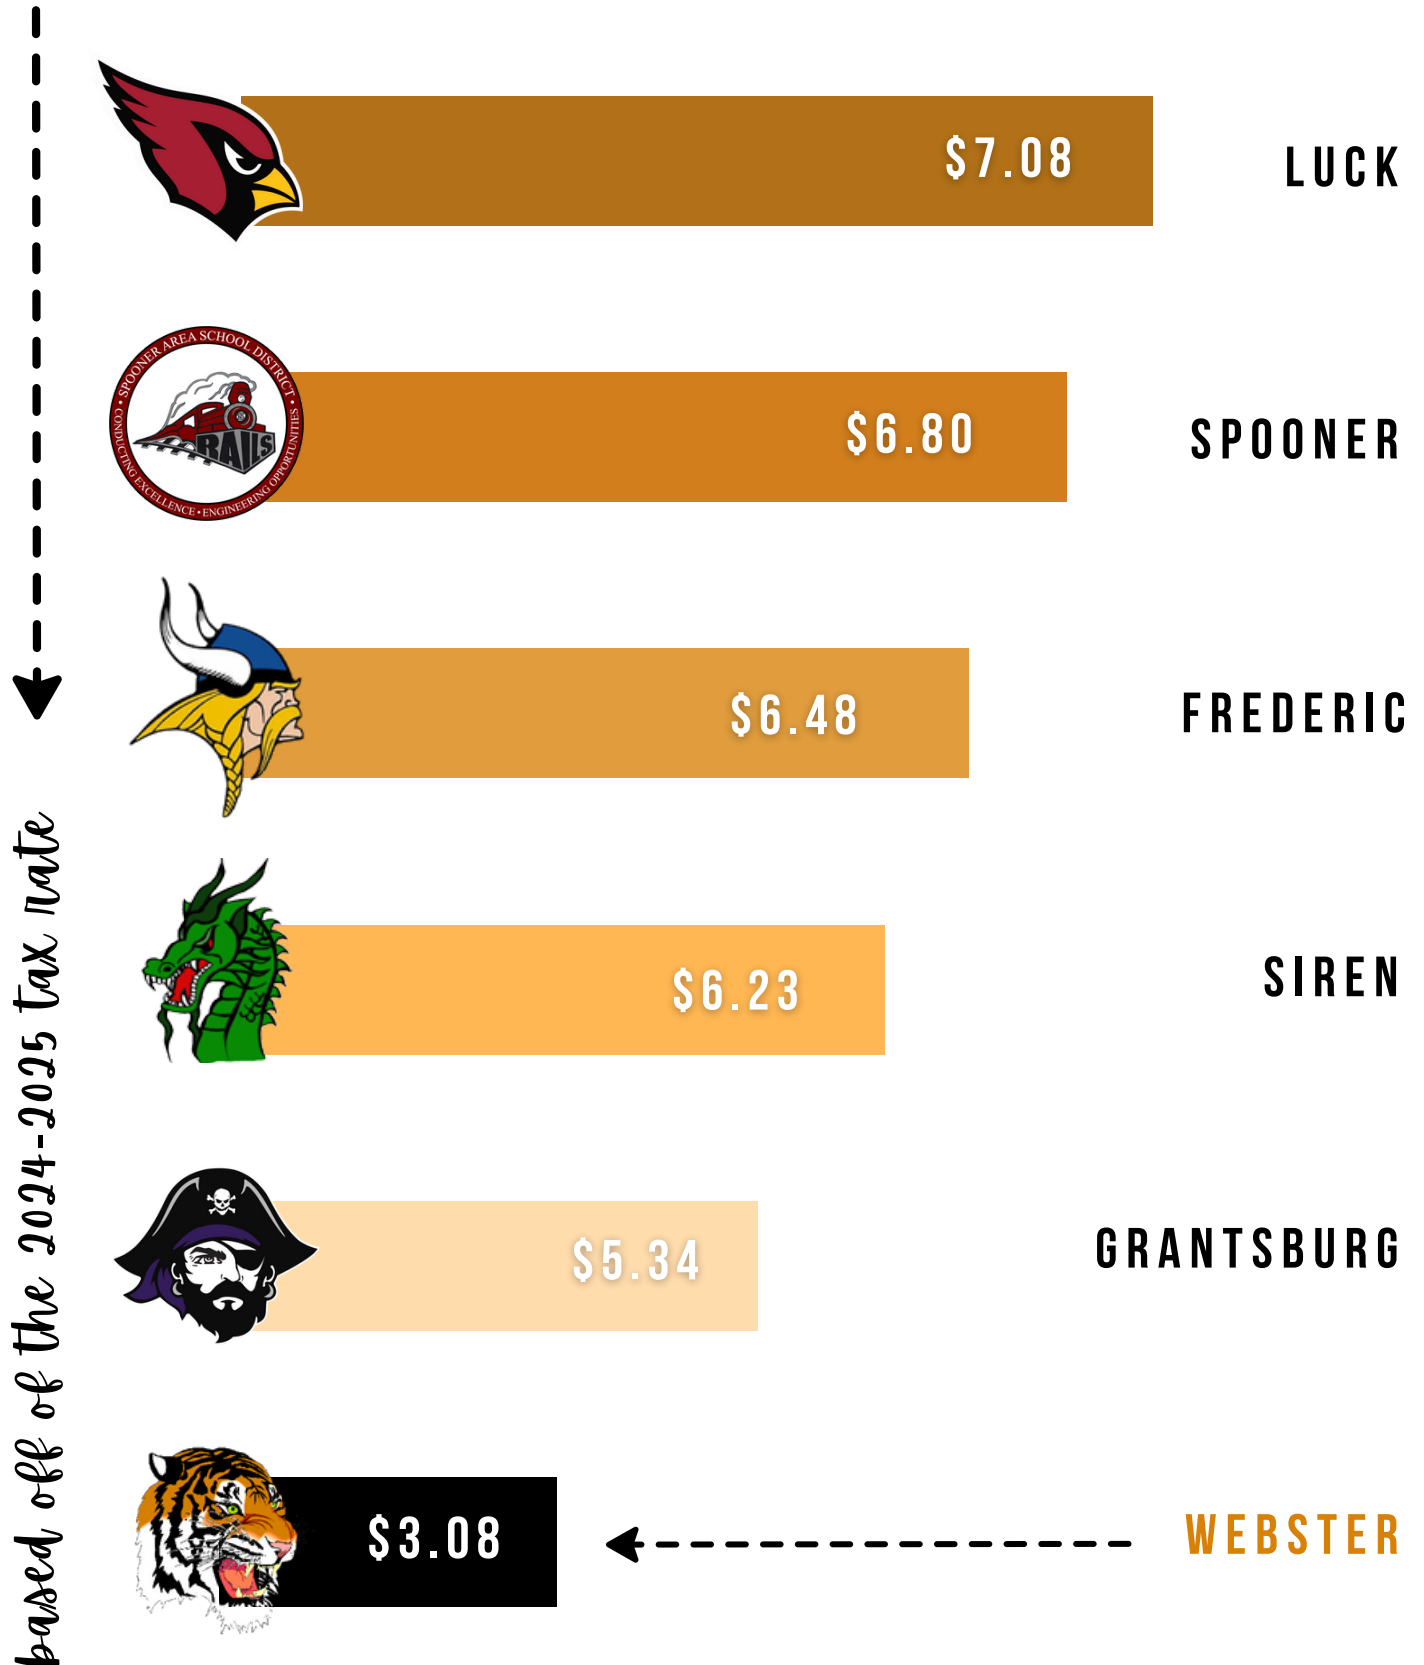 $7.08
LUCK
SPOONER AREA SCHOOL DISTRICT
• CONDUCTING EXCELLENCE • ENGINEERING OPPORTUNITIES •
RAILS
$6.80
SPOONER
$6.48
FREDERIC
$6.23
SIREN
$5.34
GRANTSBURG
$3.08
WEBSTER
based off of the 2024-2025 tax rate